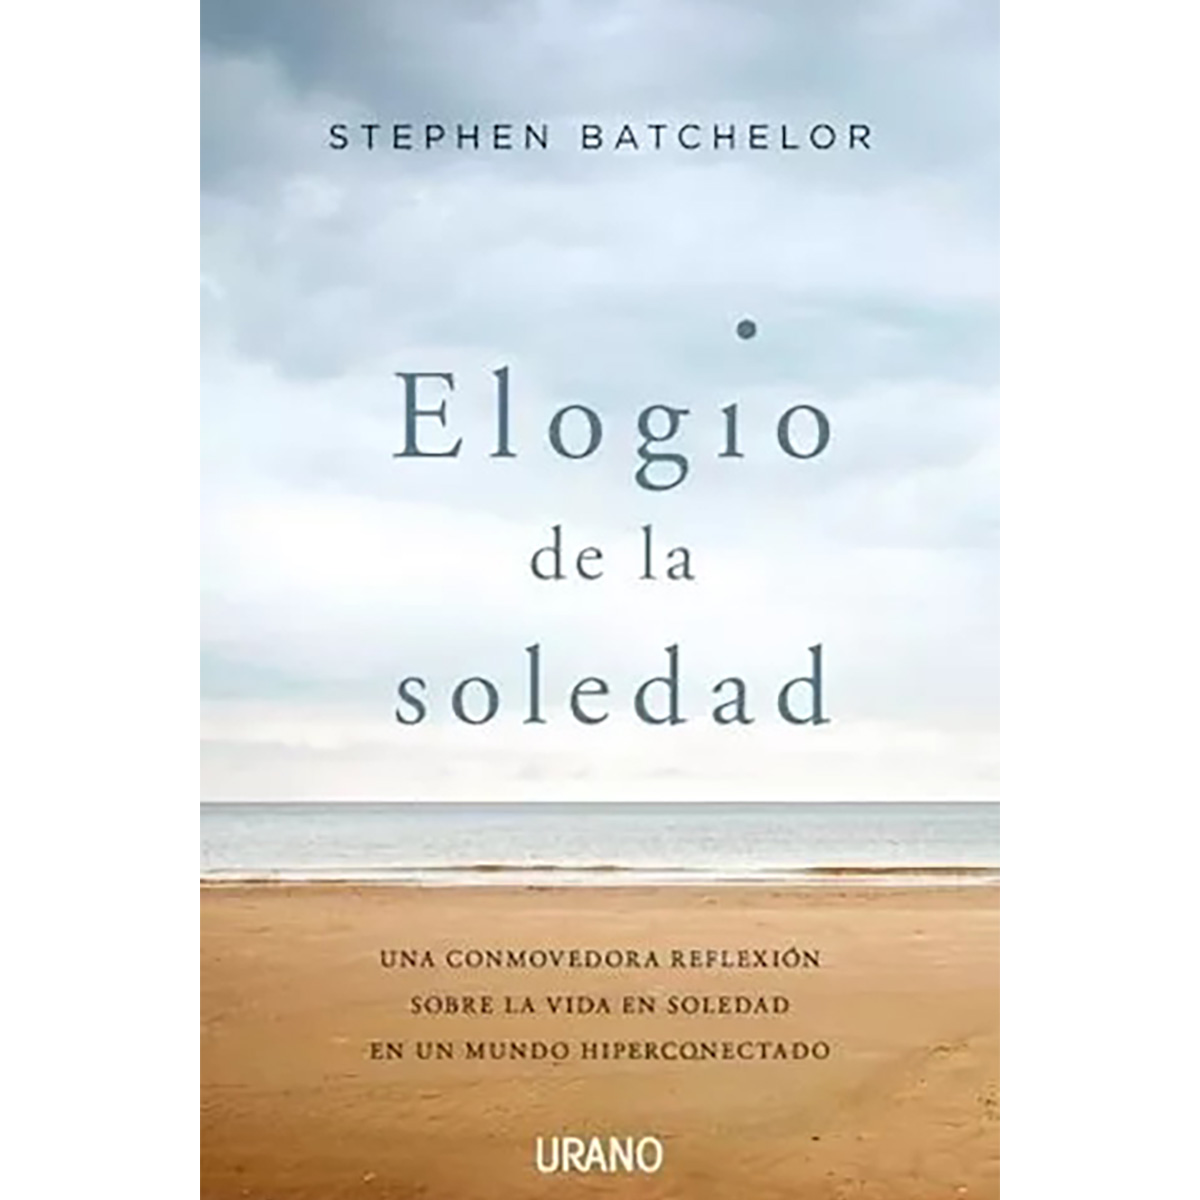 STEPHEN BATCHELOR
Elogio
de la
soledad
UNA CONMOVEDORA REFLEXIÓN
SOBRE LA VIDA EN SOLEDAD
EN UN MUNDO HIPERCONECTADO
URANO